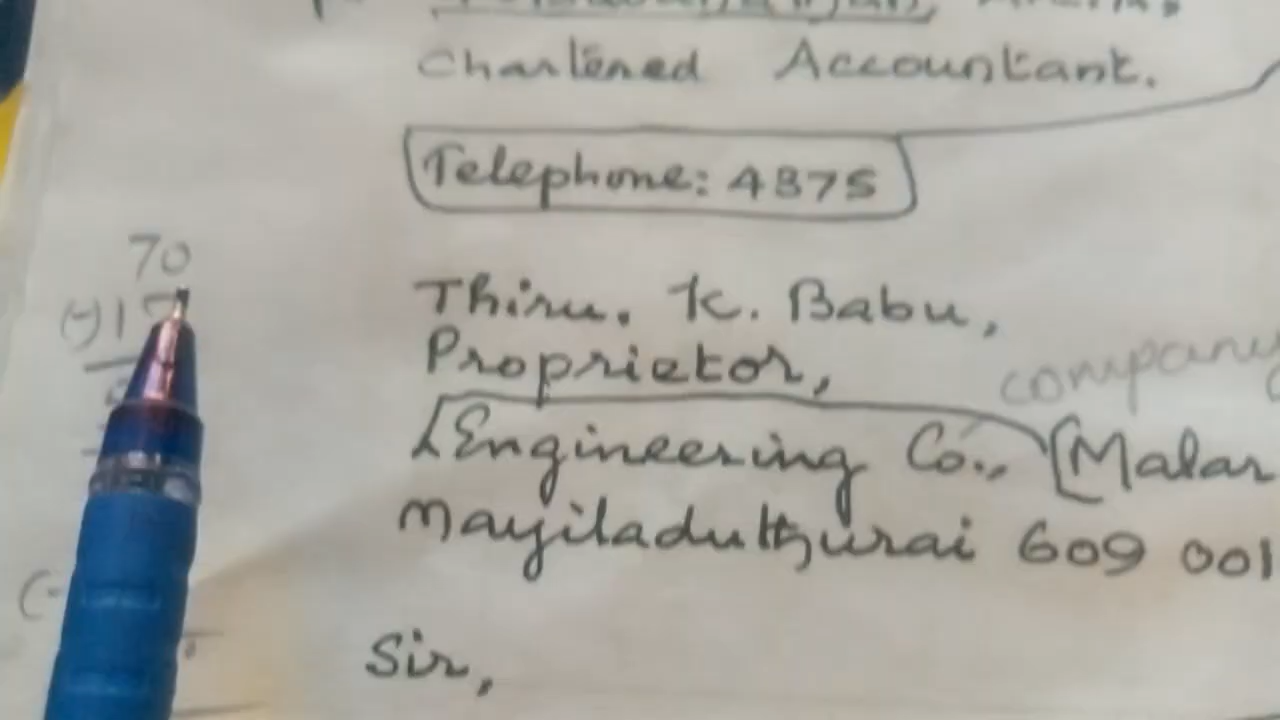 Chartered Accountant.
Telephone: 4375
70
Thiru. K. Babu,
Proprietor,
company
[Engineering Co., [Malar
Mayiladuthurai 609 001
Sir,